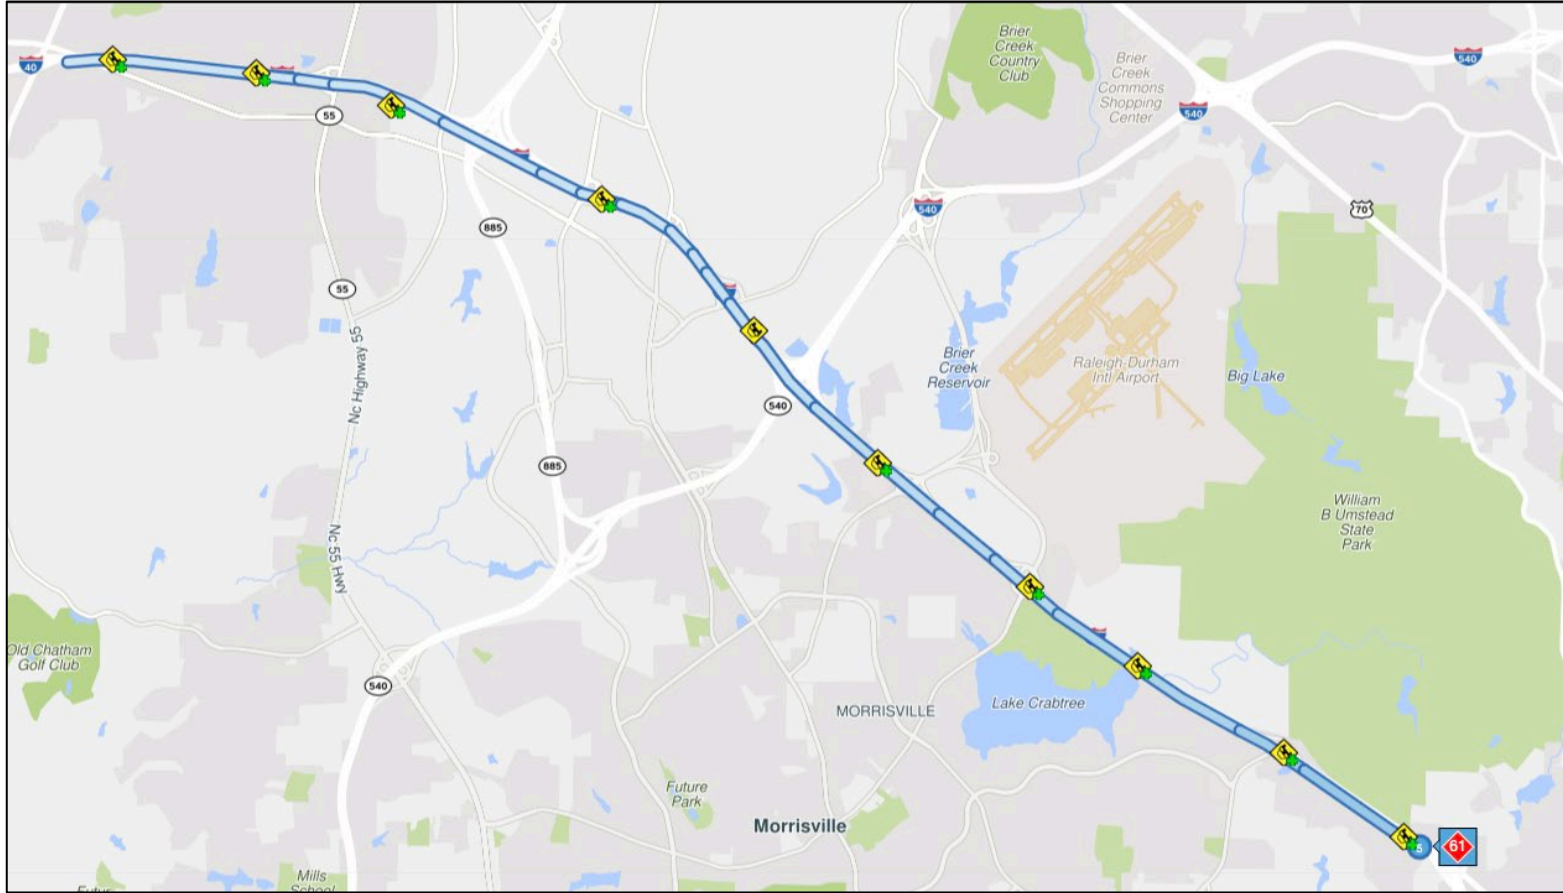 Brier
Creek
Country
Club
Brier
Creek
Commons
Shopping
Center
540
40
540
55
540
70
885
55
Nc Highway 55
Brier
Creek
Reservoir
Raleigh-Durham
Intl Airport
Big Lake
540
885
William
B Umstead
State
Park
Nc 55 Hwy
Old Chatham
Golf Club
540
MORRISVILLE
Lake Crabtree
Future
Park
Morrisville
5
61
Mills
School